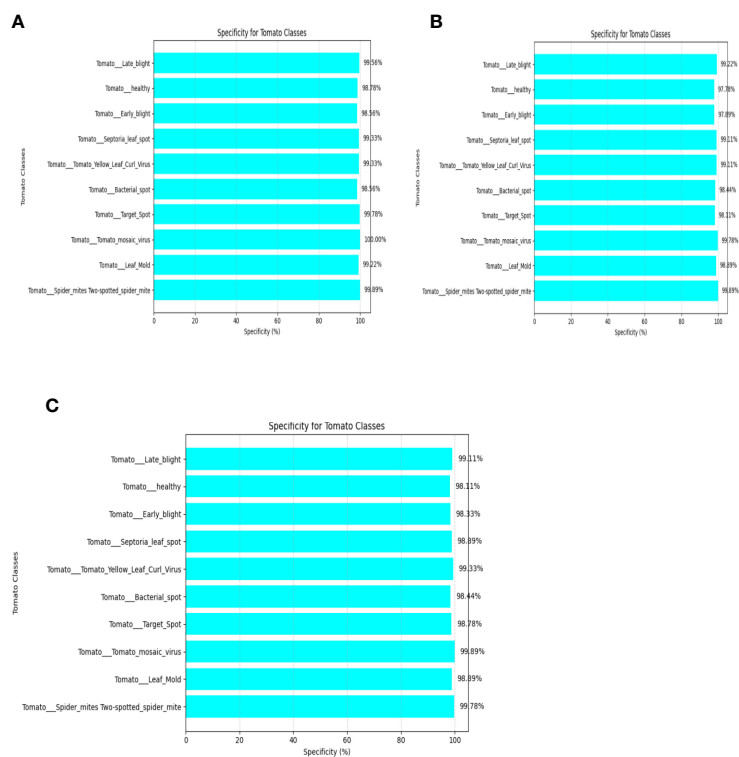 A
Specificity for Tomato Classes
Tomato Classes
Tomato___Late_blight 99.56%
Tomato___healthy 98.78%
Tomato___Early_blight 98.56%
Tomato___Septoria_leaf_spot 99.33%
Tomato___Tomato_Yellow_Leaf_Curl_Virus 99.33%
Tomato___Bacterial_spot 98.56%
Tomato___Target_Spot 99.78%
Tomato___Tomato_mosaic_virus 100.00%
Tomato___Leaf_Mold 99.22%
Tomato___Spider_mites Two-spotted_spider_mite 99.89%
0 20 40 60 80 100
Specificity (%)
B
Specificity for Tomato Classes
Tomato Classes
Tomato___Late_blight 99.22%
Tomato___healthy 97.78%
Tomato___Early_blight 97.89%
Tomato___Septoria_leaf_spot 99.11%
Tomato___Tomato_Yellow_Leaf_Curl_Virus 99.11%
Tomato___Bacterial_spot 98.44%
Tomato___Target_Spot 98.11%
Tomato___Tomato_mosaic_virus 99.78%
Tomato___Leaf_Mold 98.89%
Tomato___Spider_mites Two-spotted_spider_mite 99.89%
0 20 40 60 80 100
Specificity (%)
C
Specificity for Tomato Classes
Tomato Classes
Tomato___Late_blight 99.11%
Tomato___healthy 98.11%
Tomato___Early_blight 98.33%
Tomato___Septoria_leaf_spot 98.89%
Tomato___Tomato_Yellow_Leaf_Curl_Virus 99.33%
Tomato___Bacterial_spot 98.44%
Tomato___Target_Spot 98.78%
Tomato___Tomato_mosaic_virus 99.89%
Tomato___Leaf_Mold 98.89%
Tomato___Spider_mites Two-spotted_spider_mite 99.78%
0 20 40 60 80 100
Specificity (%)